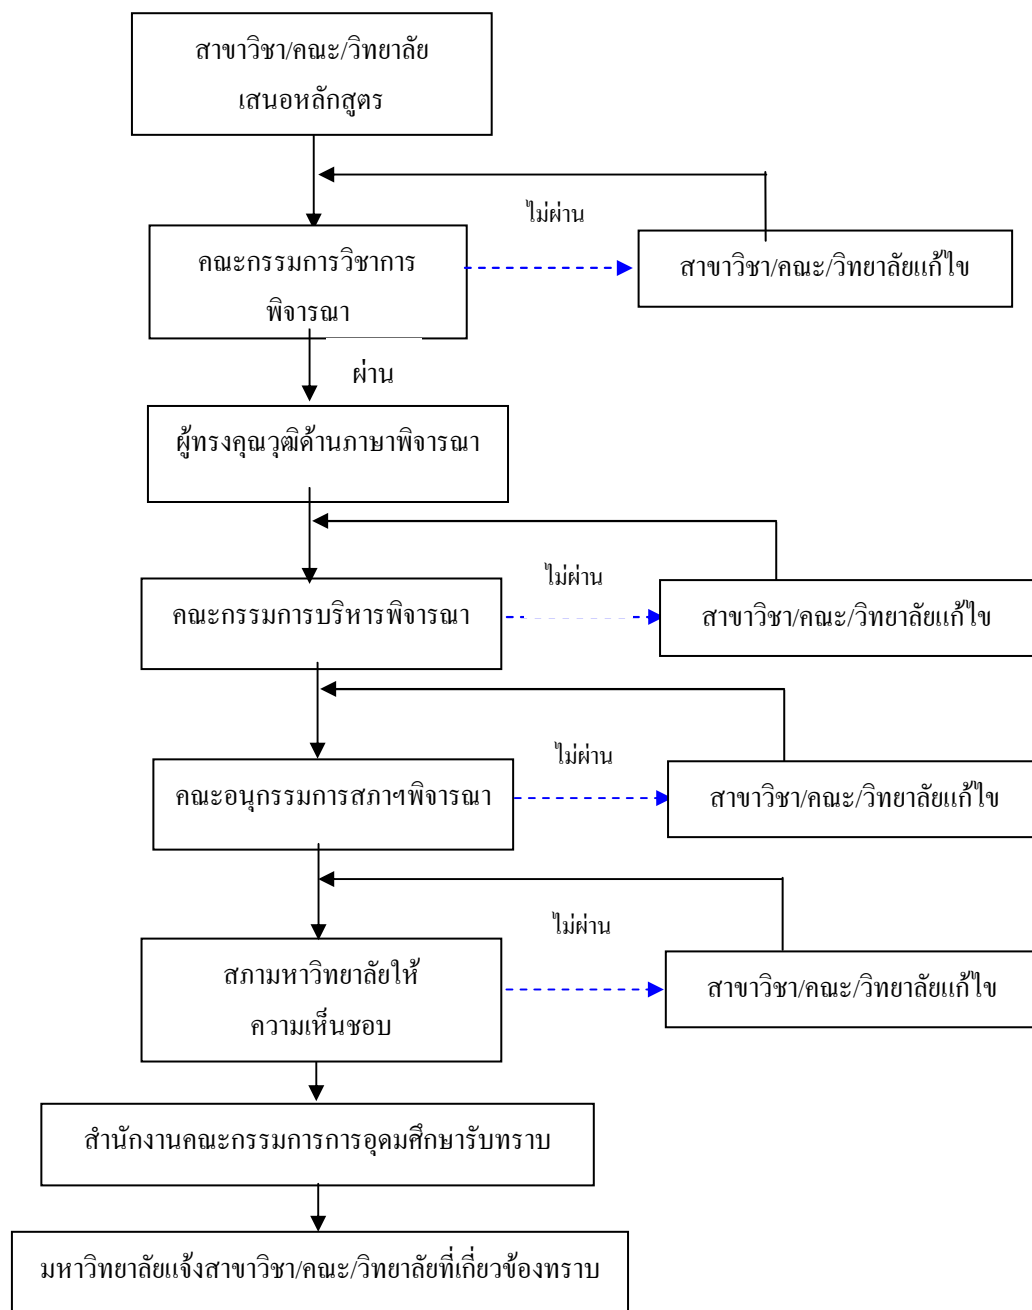 สาขาวิชา/คณะ/วิทยาลัย
เสนอหลักสูตร
ไม่ผ่าน
คณะกรรมการวิชาการ
พิจารณา
สาขาวิชา/คณะ/วิทยาลัยแก้ไข
ผ่าน
ผู้ทรงคุณวุฒิด้านภาษาพิจารณา
ไม่ผ่าน
คณะกรรมการบริหารพิจารณา
สาขาวิชา/คณะ/วิทยาลัยแก้ไข
ไม่ผ่าน
คณะอนุกรรมการสภาฯพิจารณา
สาขาวิชา/คณะ/วิทยาลัยแก้ไข
ไม่ผ่าน
สภามหาวิทยาลัยให้
ความเห็นชอบ
สาขาวิชา/คณะ/วิทยาลัยแก้ไข
สำนักงานคณะกรรมการการอุดมศึกษารับทราบ
มหาวิทยาลัยแจ้งสาขาวิชา/คณะ/วิทยาลัยที่เกี่ยวข้องทราบ